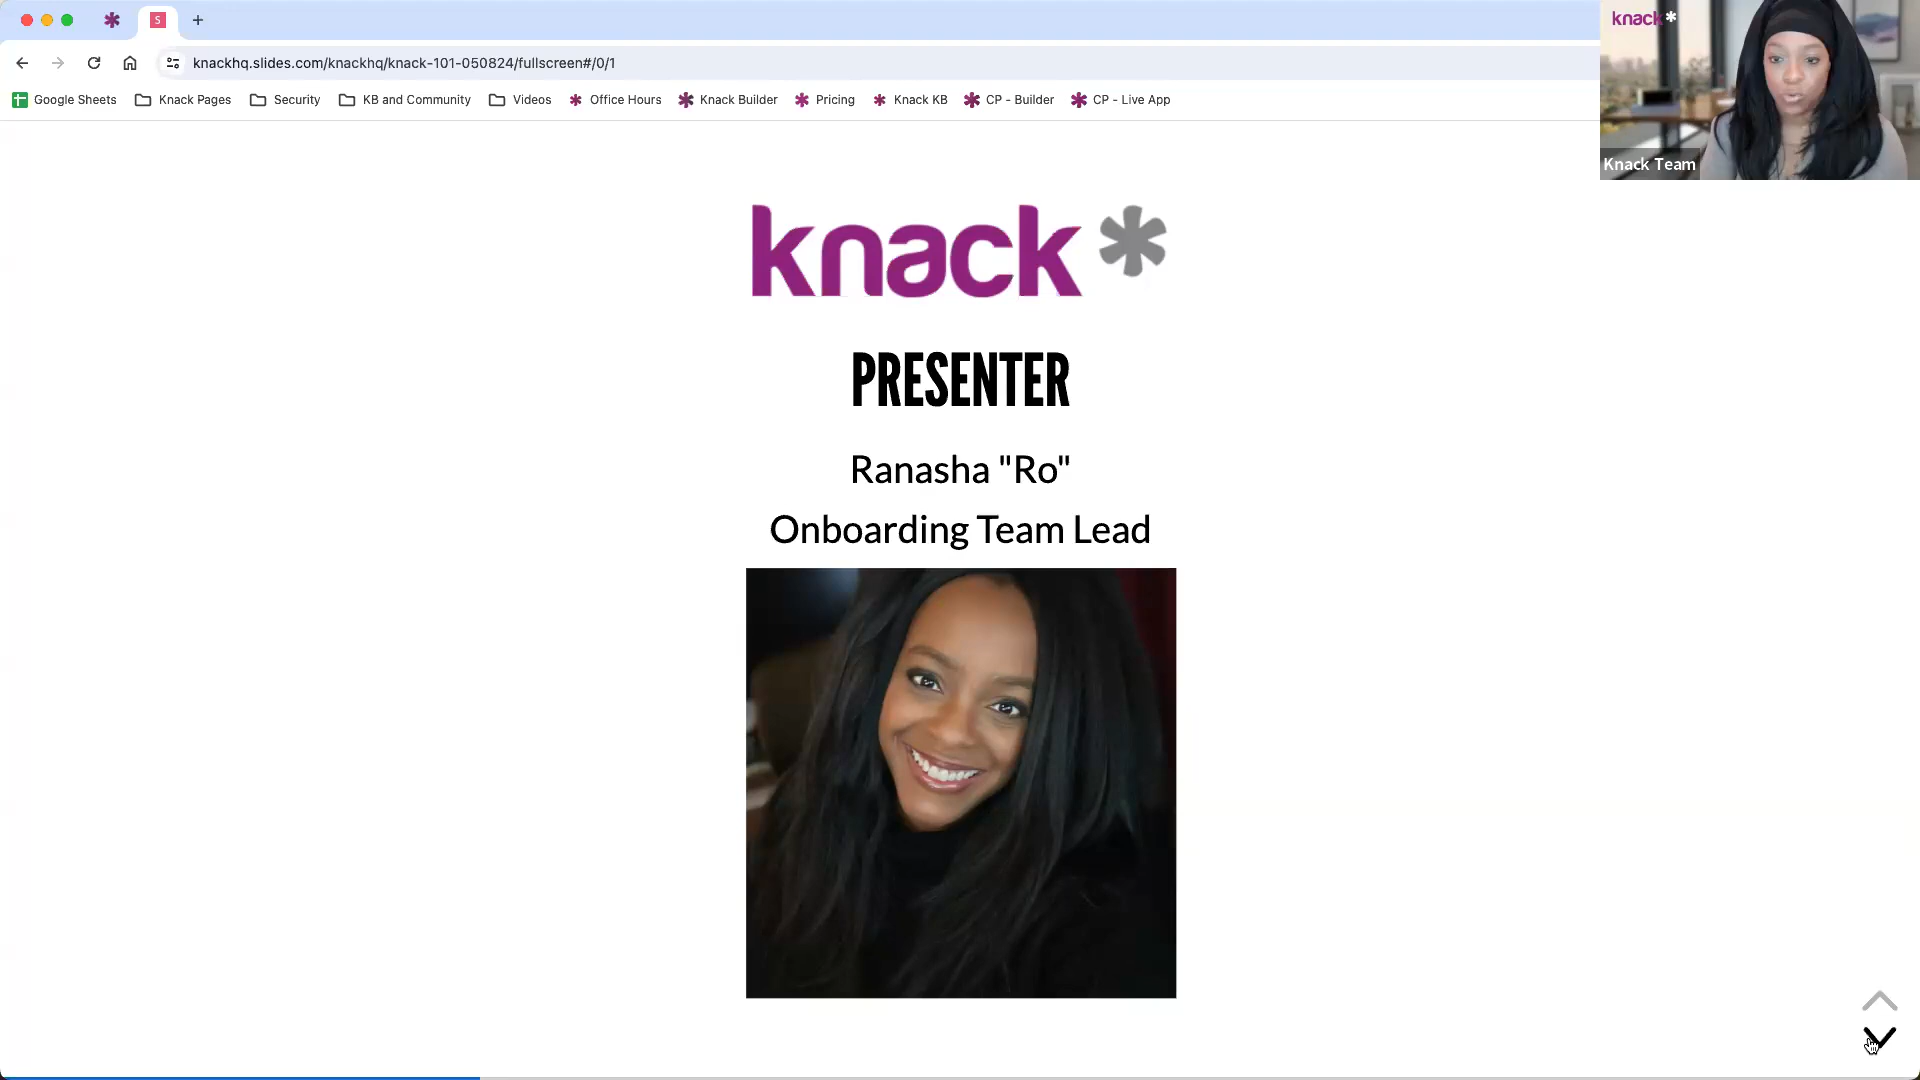 S
knackhq.slides.com/knackhq/knack-101-050824/fullscreen#/0/1
Google Sheets Knack Pages Security KB and Community Videos Office Hours Knack Builder Pricing Knack KB CP - Builder CP - Live App
knack*
Knack Team
knack*
PRESENTER
Ranasha "Ro"
Onboarding Team Lead